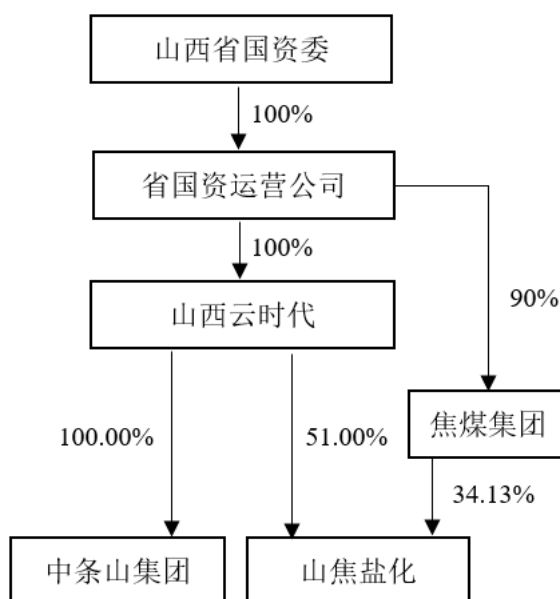 山西省国资委
100%
省国资运营公司
100%
山西云时代
90%
焦煤集团
100.00%
51.00%
34.13%
中条山集团
山焦盐化